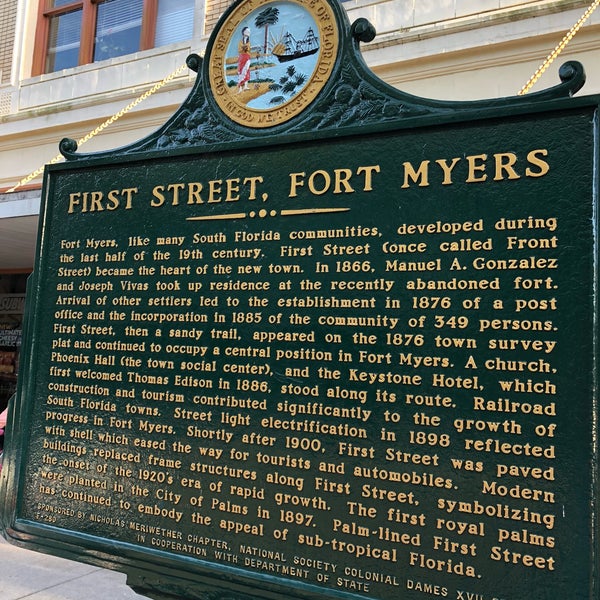 GREAT SEAL OF THE STATE OF FLORIDA
IN GOD WE TRUST
FIRST STREET, FORT MYERS
Fort Myers, like many South Florida communities, developed during
the last half of the 19th century. First Street (once called Front
Street) became the heart of the new town. In 1866, Manuel A. Gonzalez
and Joseph Vivas took up residence at the recently abandoned fort.
Arrival of other settlers led to the establishment in 1876 of a post
office and the incorporation in 1885 of the community of 349 persons.
First Street, then a sandy trail, appeared on the 1876 town survey
plat and continued to occupy a central position in Fort Myers. A church,
Phoenix Hall (the town social center), and the Keystone Hotel, which
first welcomed Thomas Edison in 1886, stood along its route. Railroad
construction and tourism contributed significantly to the growth of
South Florida towns. Street light electrification in 1898 reflected
progress in Fort Myers. Shortly after 1900, First Street was paved
with shell which eased the way for tourists and automobiles. Modern
buildings replaced frame structures along First Street, symbolizing
the onset of the 1920's era of rapid growth. The first royal palms
were planted in the City of Palms in 1897. Palm-lined First Street
has continued to embody the appeal of sub-tropical Florida.
SPONSORED BY NICHOLAS MERIWETHER CHAPTER, NATIONAL SOCIETY COLONIAL DAMES XVII
IN COOPERATION WITH DEPARTMENT OF STATE